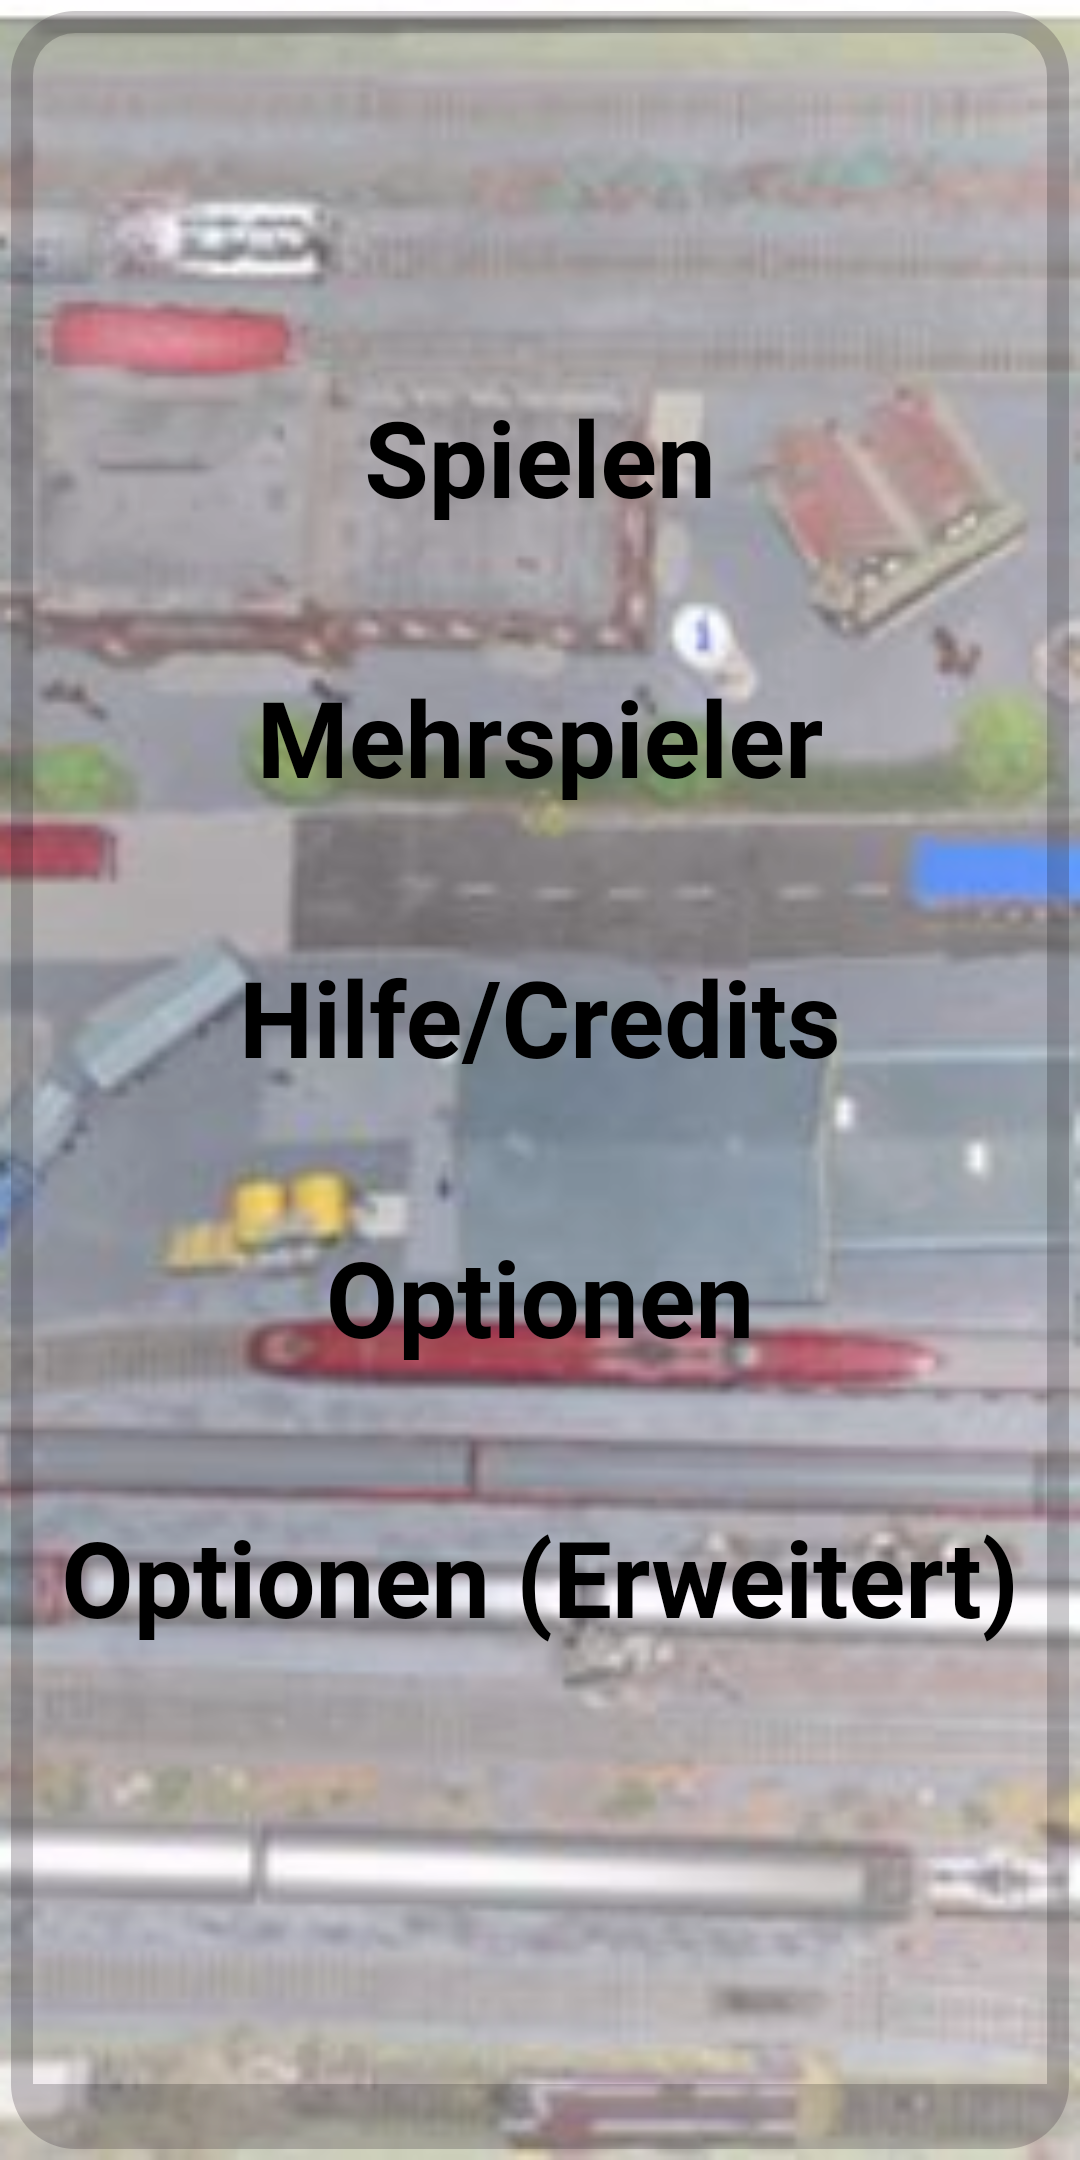 Spielen
Mehrspieler
Hilfe/Credits
Optionen
Optionen (Erweitert)